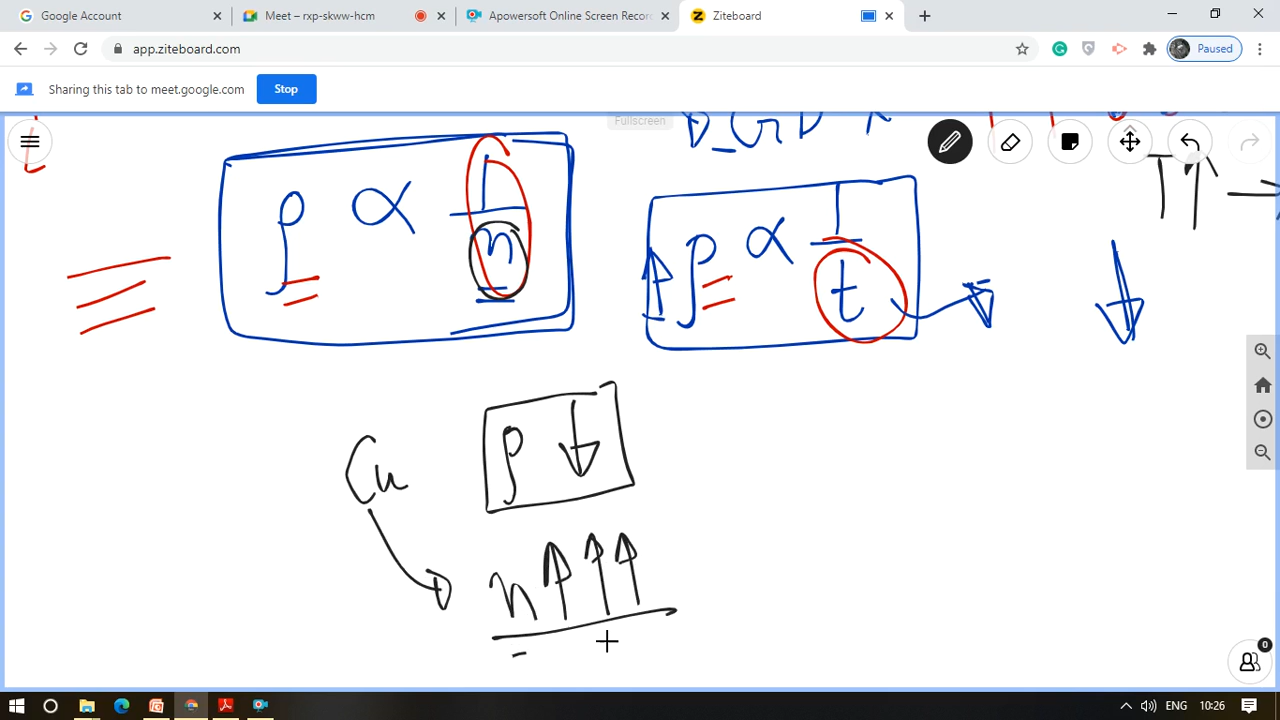 Google Account
Meet – rxp-skww-hcm
Apowersoft Online Screen Recor
Ziteboard
app.ziteboard.com
Paused
Sharing this tab to meet.google.com
Stop
Fullscreen
ρ ∝ 1/n
↑ρ ∝ 1/t
↓
Cu
ρ ↓
n ↑↑↑
0
ENG
10:26